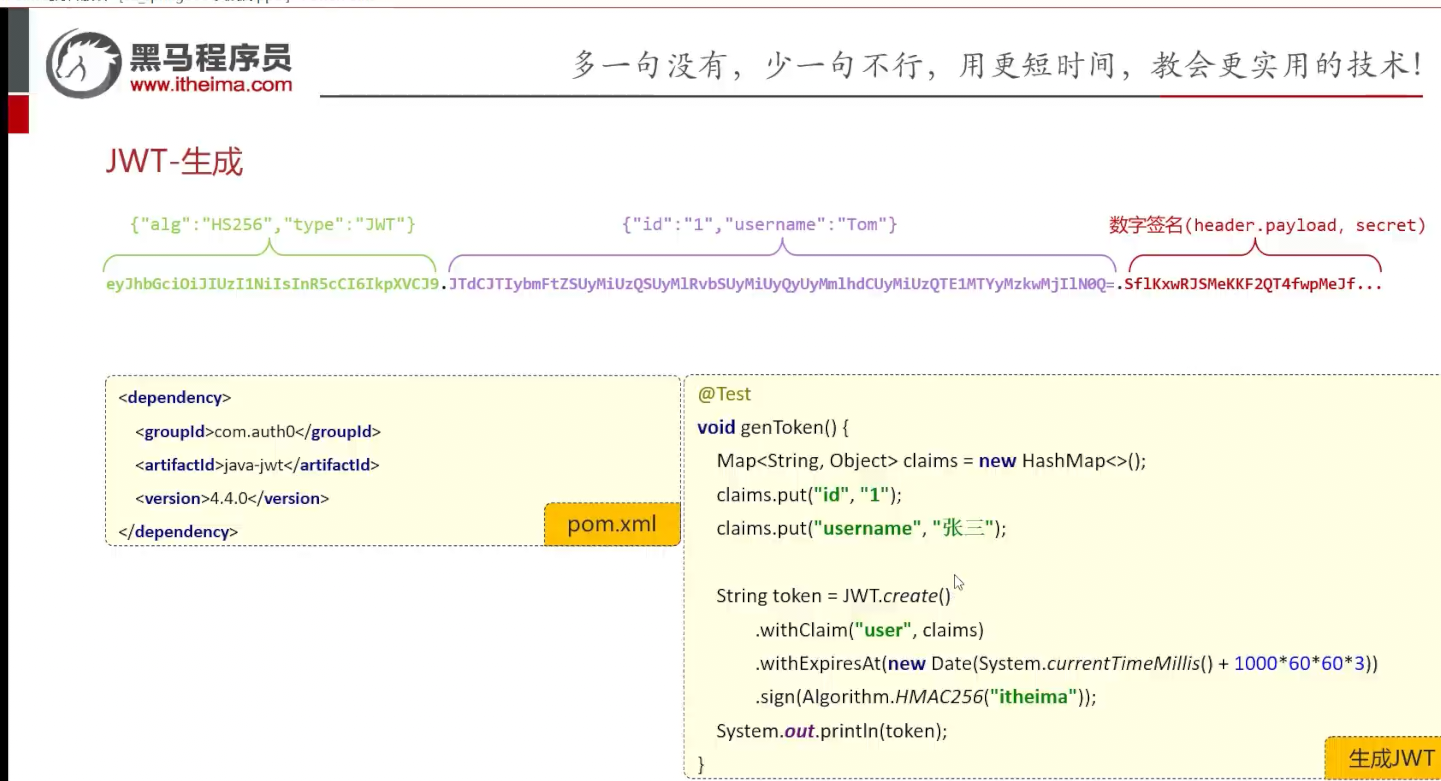 黑马程序员
www.itheima.com
多一句没有，少一句不行，用更短时间，教会更实用的技术！
JWT-生成
{"alg":"HS256","type":"JWT"}
{"id":"1","username":"Tom"}
数字签名(header.payload, secret)
eyJhbGciOiJIUzI1NiIsInR5cCI6IkpXVCJ9.JTdCJTIybmFtZSUyMiUzQSUyMlRvbSUyMiUyQyUyMmlhdCUyMiUzQTE1MTYyMzkwMjIlN0Q=.SflKxwRJSMeKKF2QT4fwpMeJf...
<dependency>
<groupId>com.auth0</groupId>
<artifactId>java-jwt</artifactId>
<version>4.4.0</version>
</dependency>
pom.xml
@Test
void genToken() {
Map<String, Object> claims = new HashMap<>();
claims.put("id", "1");
claims.put("username", "张三");
String token = JWT.create()
.withClaim("user", claims)
.withExpiresAt(new Date(System.currentTimeMillis() + 1000*60*60*3))
.sign(Algorithm.HMAC256("itheima"));
System.out.println(token);
}
生成JWT